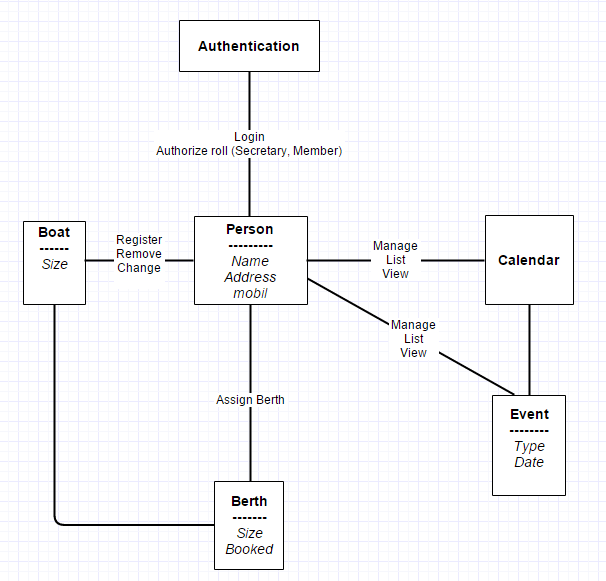 Authentication
Login
Authorize roll (Secretary, Member)
Boat
------
Size
Register
Remove
Change
Person
---------
Name
Address
mobil
Manage
List
View
Calendar
Manage
List
View
Assign Berth
Event
--------
Type
Date
Berth
-------
Size
Booked